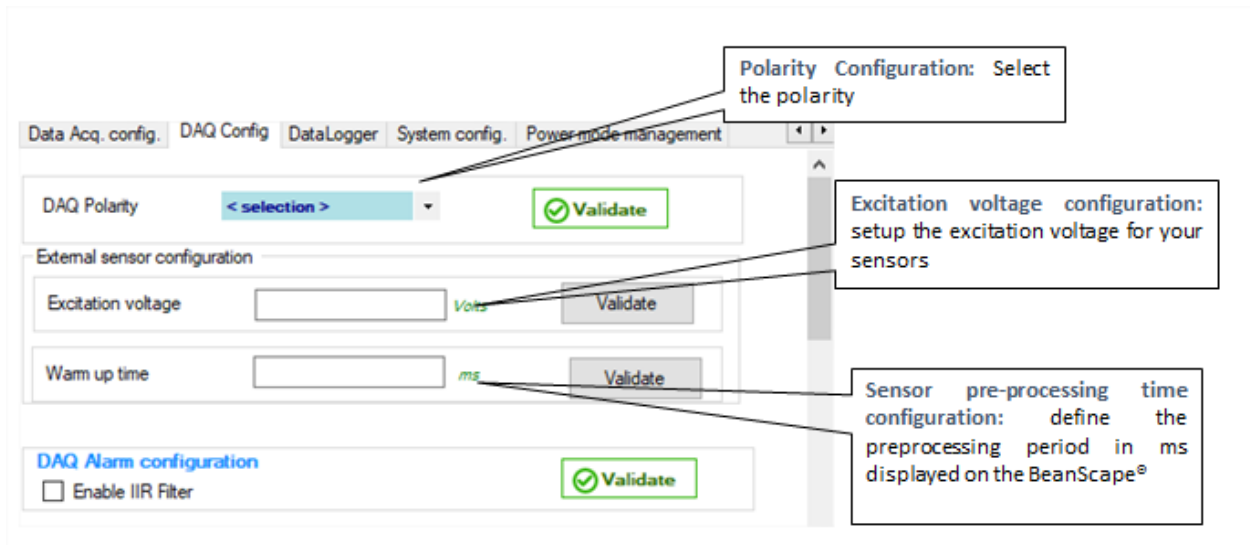 Polarity Configuration: Select
the polarity
Data Acq. config.
DAQ Config
DataLogger
System config.
Power mode management
DAQ Polarity
< selection >
Validate
Excitation voltage configuration:
setup the excitation voltage for your
sensors
External sensor configuration
Excitation voltage
Volts
Validate
Warm up time
ms
Validate
Sensor pre-processing time
configuration: define the
preprocessing period in ms
displayed on the BeanScape®
DAQ Alarm configuration
Enable IIR Filter
Validate